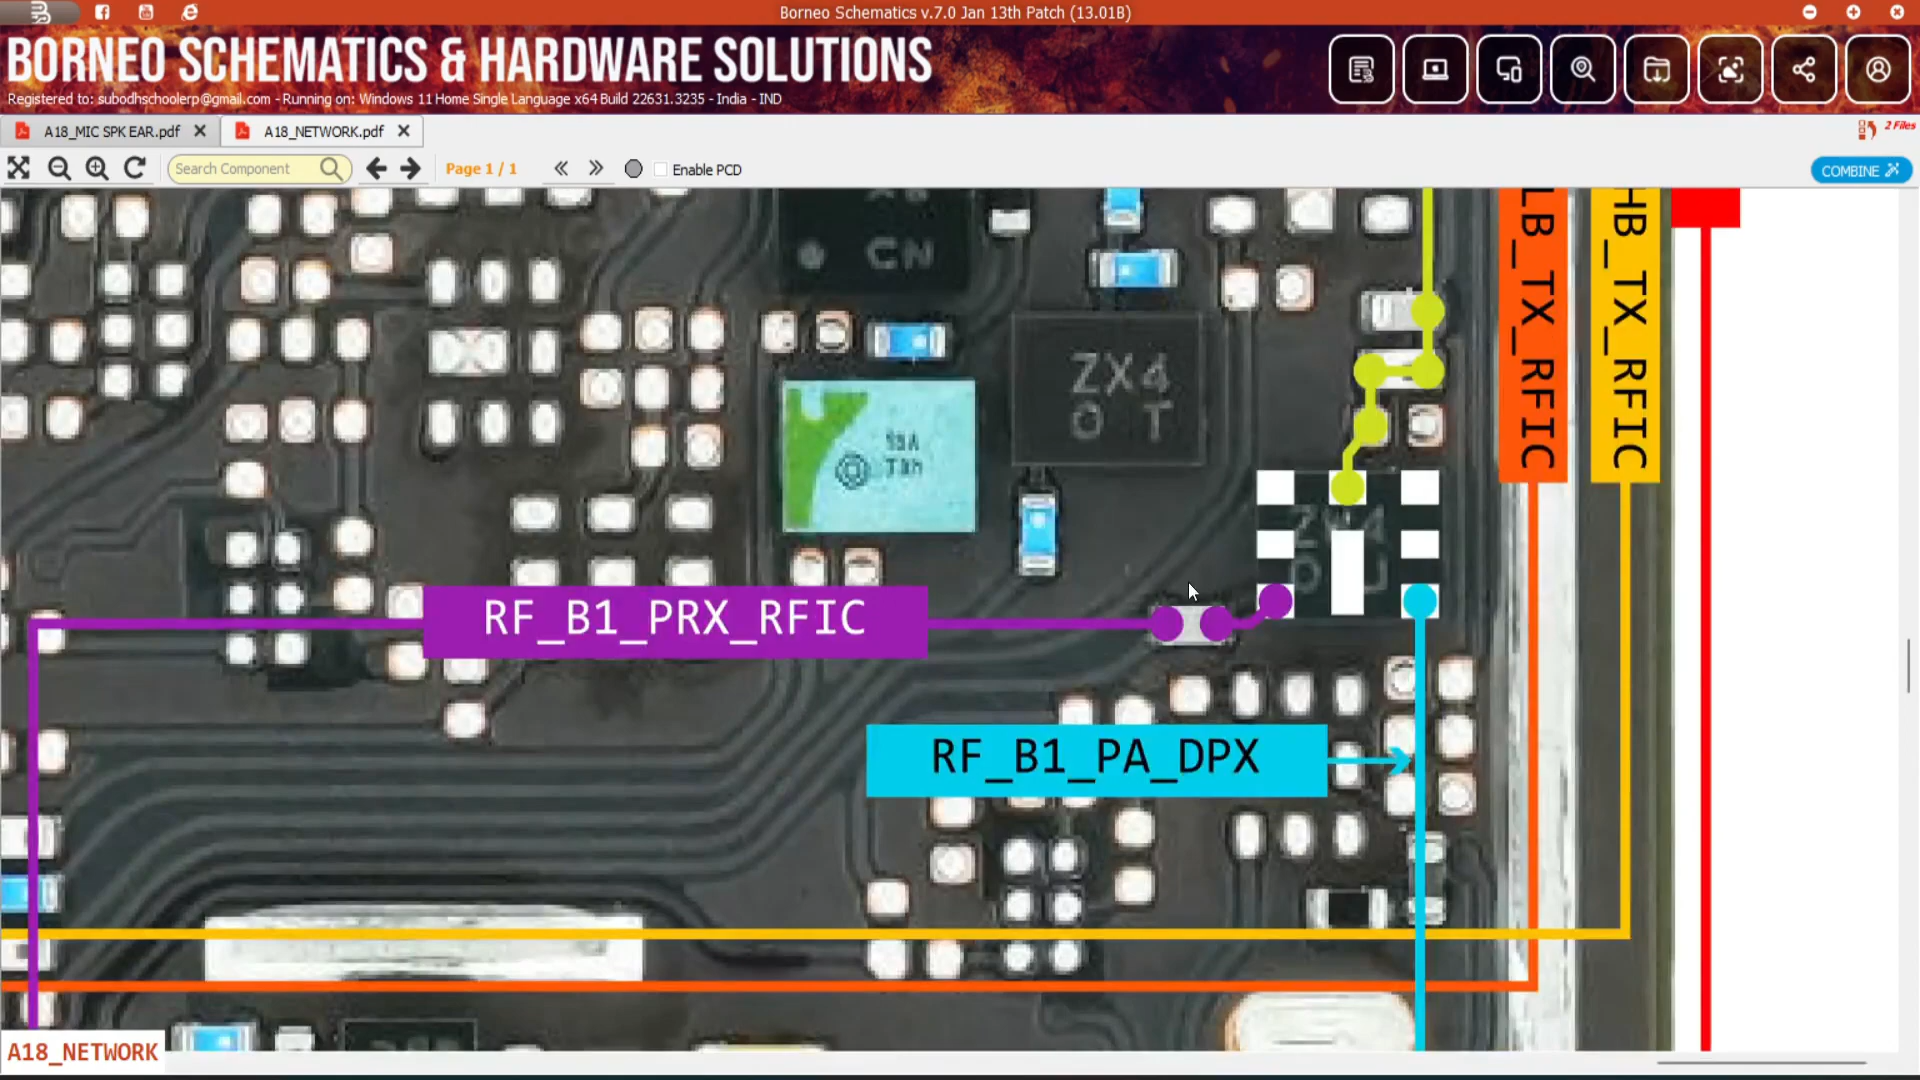 Borneo Schematics v.7.0 Jan 13th Patch (13.01B)
BORNEO SCHEMATICS & HARDWARE SOLUTIONS
Registered to: subodhschoolerp@gmail.com - Running on: Windows 11 Home Single Language x64 Build 22631.3235 - India - IND
A18_MIC SPK EAR.pdf
A18_NETWORK.pdf
2 Files
Search Component
Page 1 / 1
Enable PCD
COMBINE
LB_TX_RFIC
HB_TX_RFIC
CN
ZX4
O T
ZX4
RF_B1_PRX_RFIC
RF_B1_PA_DPX
A18_NETWORK